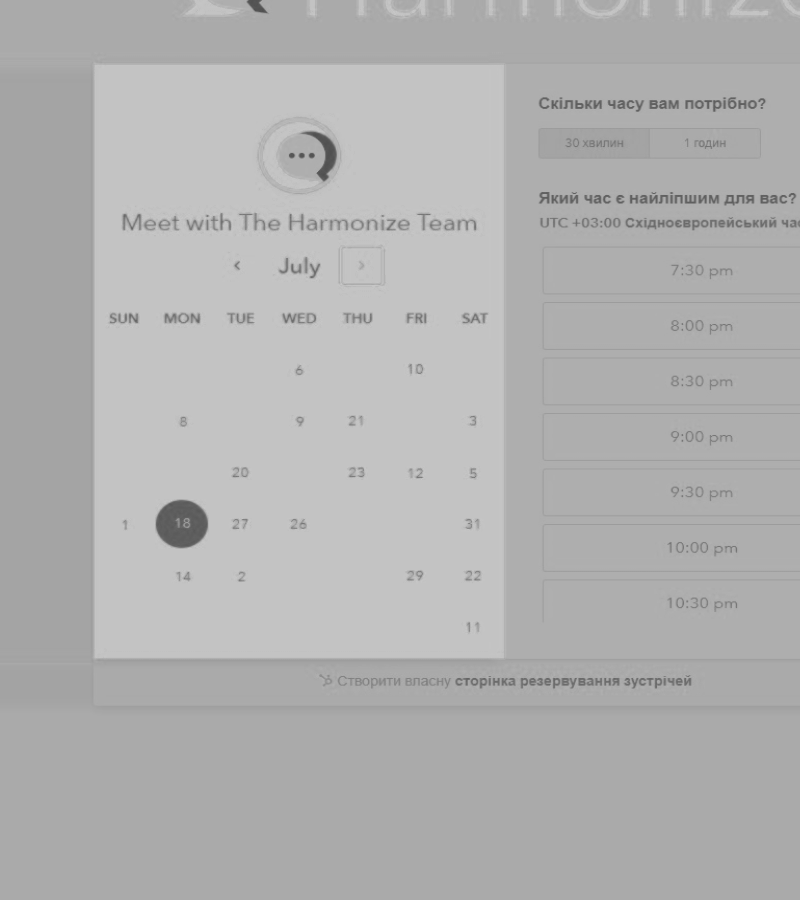 Harmonize
Meet with The Harmonize Team
July
SUN MON TUE WED THU FRI SAT
6 10
8 9 21 3
20 23 12 5
1 18 27 26 31
14 2 29 22
11
Скільки часу вам потрібно?
30 хвилин 1 годин
Який час є найліпшим для вас?
UTC +03:00 Східноєвропейський
7:30 pm
8:00 pm
8:30 pm
9:00 pm
9:30 pm
10:00 pm
10:30 pm
Створити власну сторінка резервування зустрічей